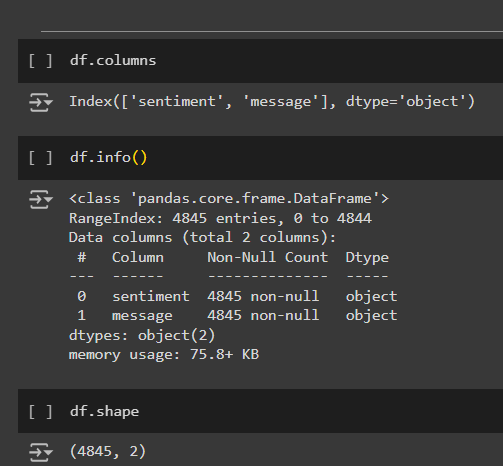 [ ] df.columns
Index(['sentiment', 'message'], dtype='object')
[ ] df.info()
<class 'pandas.core.frame.DataFrame'>
RangeIndex: 4845 entries, 0 to 4844
Data columns (total 2 columns):
 #   Column     Non-Null Count  Dtype
---  ------     --------------  -----
 0   sentiment  4845 non-null   object
 1   message    4845 non-null   object
dtypes: object(2)
memory usage: 75.8+ KB
[ ] df.shape
(4845, 2)